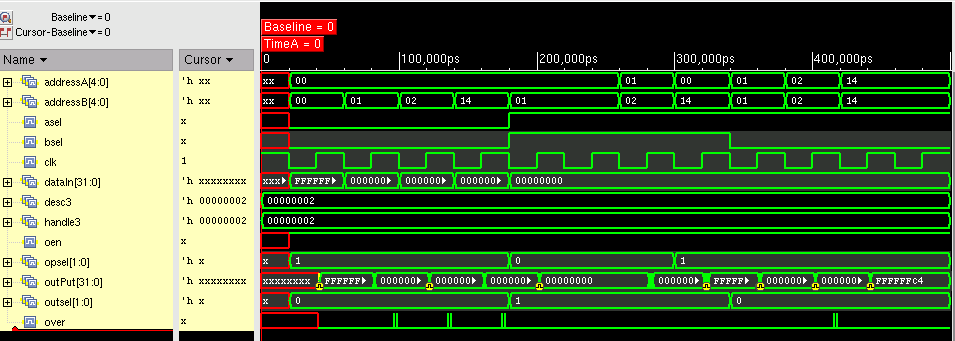 Baseline▼= 0
Cursor-Baseline▼= 0
Baseline = 0
TimeA = 0
Name ▼ Cursor ▼ 0 100,000ps 200,000ps 300,000ps 400,000ps
addressA[4:0] 'h xx xx 00 01 00 01 02 14
addressB[4:0] 'h xx xx 00 01 02 14 01 02 14 01 02 14
asel x
bsel x
clk 1
dataIn[31:0] 'h xxxxxxxx xxx▶ FFFFFF▶ 000000▶ 000000▶ 000000▶ 00000000
desc3 'h 00000002 00000002
handle3 'h 00000002 00000002
oen x
opsel[1:0] 'h x x 1 0 1
outPut[31:0] 'h xxxxxxxx xxxxxxxx FFFFFF▶ 000000▶ 000000▶ 000000▶ 00000000 000000▶ FFFFFF▶ 000000▶ 000000▶ FFFFFFc4
outsel[1:0] 'h x x 0 1 0
over x